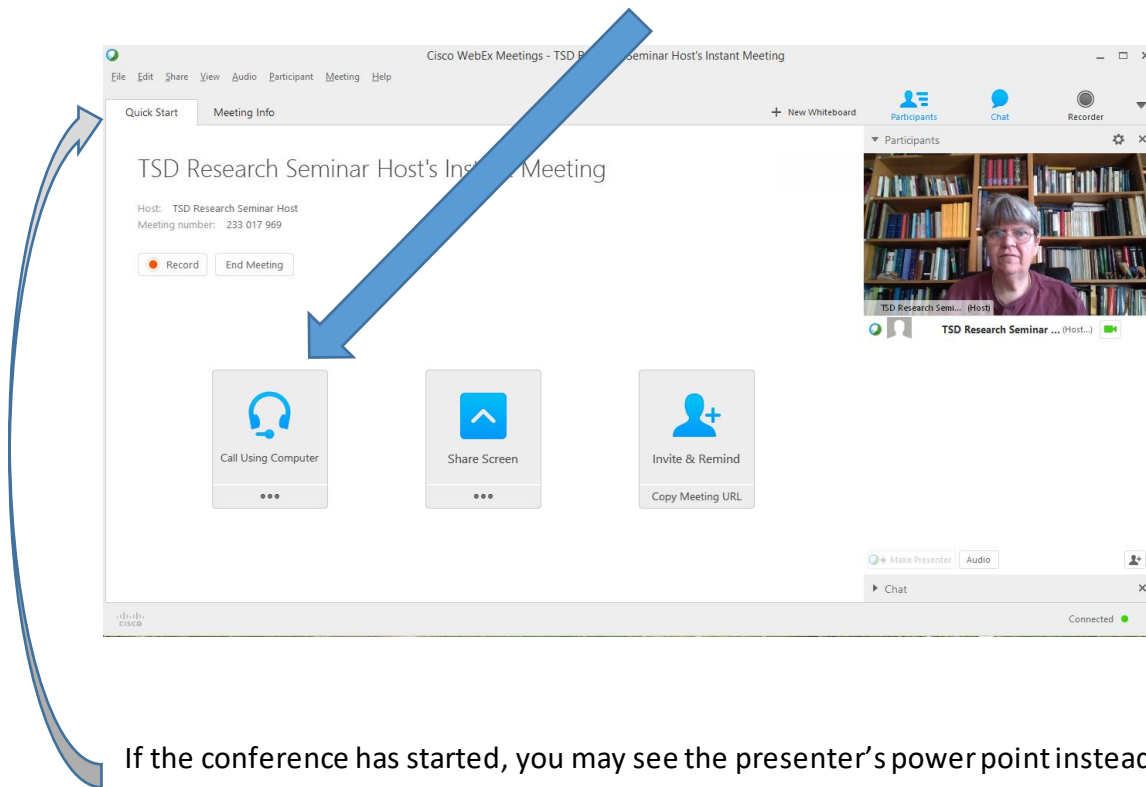 Cisco WebEx Meetings - TSD Seminar Host's Instant Meeting
File Edit Share View Audio Participant Meeting Help
Quick Start Meeting Info + New Whiteboard Participants Chat Recorder
Participants
TSD Research Seminar Host's Meeting
Host: TSD Research Seminar Host
Meeting number: 233 017 969
Record End Meeting
TSD Research Semi... (Host)
TSD Research Seminar ... (Host...)
Call Using Computer Share Screen Invite & Remind
Copy Meeting URL
Make Presenter Audio
Chat
CISCO Connected
If the conference has started, you may see the presenter's power point instead